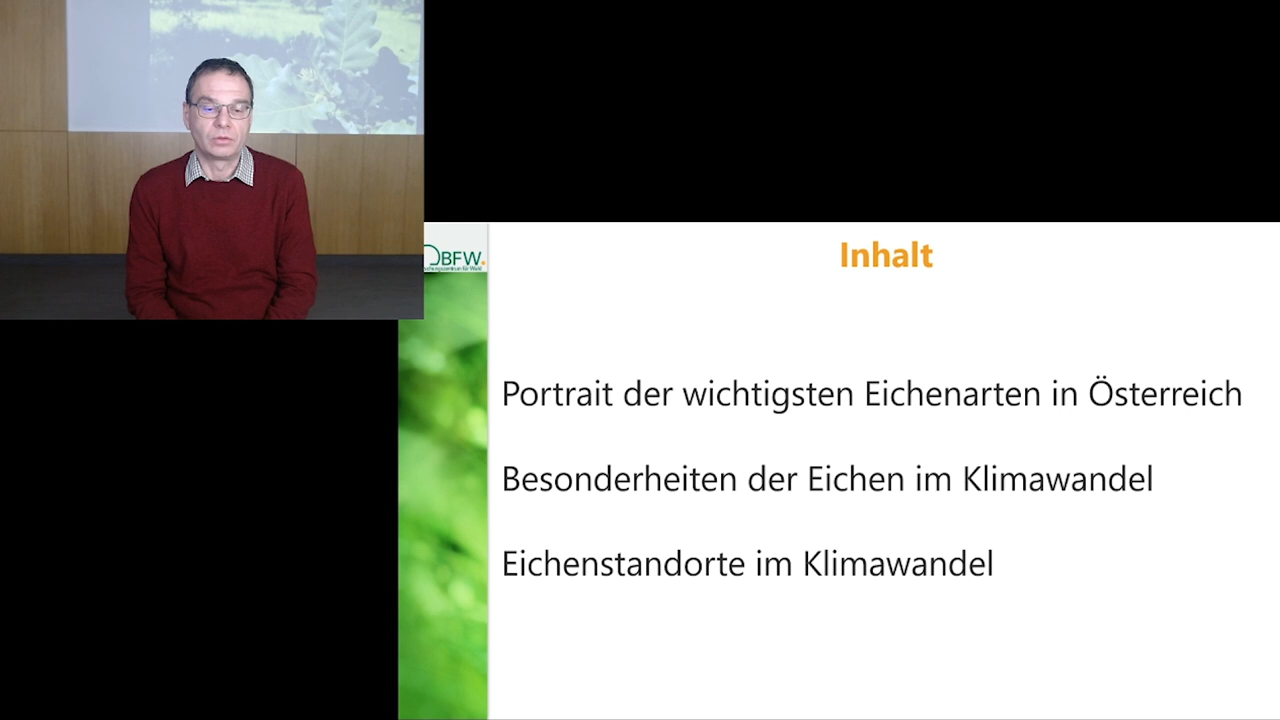 BFW.
Inhalt
Portrait der wichtigsten Eichenarten in Österreich
Besonderheiten der Eichen im Klimawandel
Eichenstandorte im Klimawandel